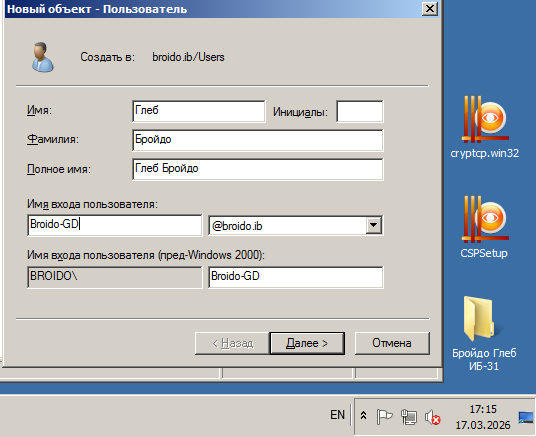 Новый объект - Пользователь
Создать в: broido.ib/Users
Имя: Глеб Инициалы:
Фамилия: Бройдо
Полное имя: Глеб Бройдо
Имя входа пользователя:
Broido-GD @broido.ib
Имя входа пользователя (пред-Windows 2000):
BROIDO\ Broido-GD
< Назад Далее > Отмена
cryptcp.win32
CSPSetup
Бройдо Глеб
ИБ-31
EN 17:15
17.03.2026